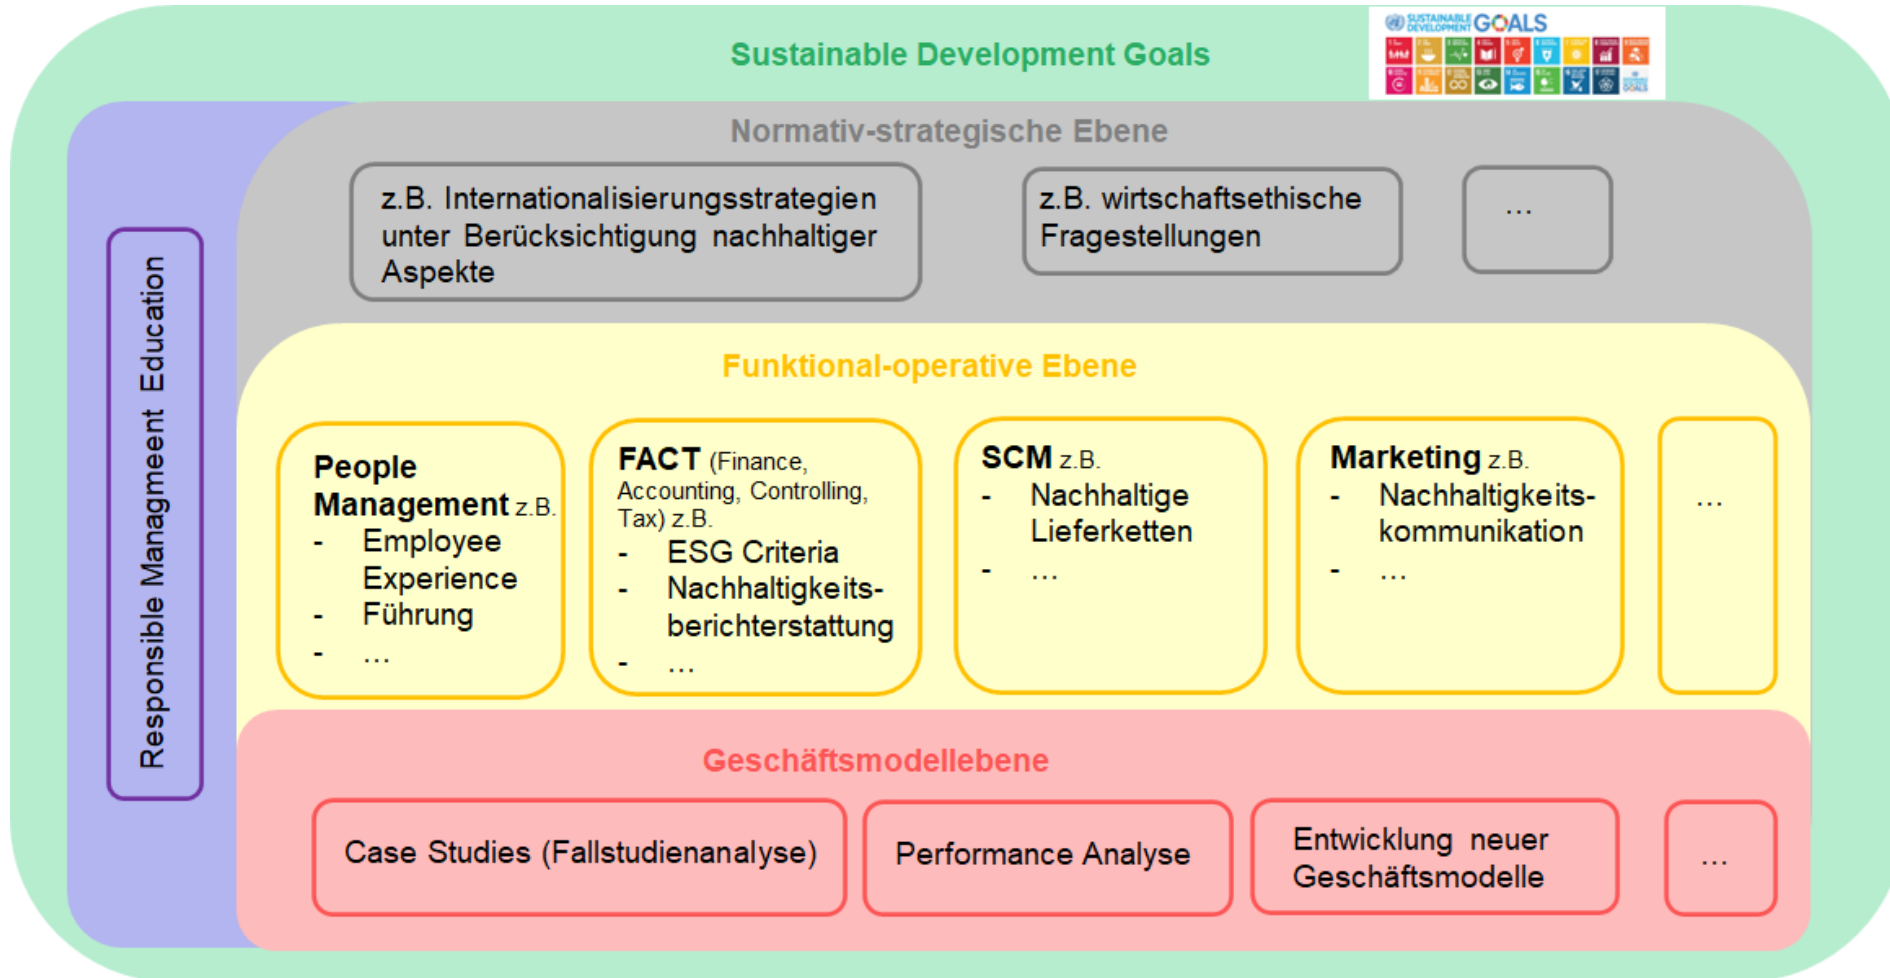 SUSTAINABLE
DEVELOPMENT GOALS
Sustainable Development Goals
Normativ-strategische Ebene
z.B. Internationalisierungsstrategien
unter Berücksichtigung nachhaltiger
Aspekte
z.B. wirtschaftsethische
Fragestellungen
...
Responsible Managment Education
Funktional-operative Ebene
People
Management z.B.
- Employee
Experience
- Führung
- ...
FACT (Finance,
Accounting, Controlling,
Tax) z.B.
- ESG Criteria
- Nachhaltigkeits-
berichterstattung
- ...
SCM z.B.
- Nachhaltige
Lieferketten
- ...
Marketing z.B.
- Nachhaltigkeits-
kommunikation
- ...
...
Geschäftsmodellebene
Case Studies (Fallstudienanalyse)
Performance Analyse
Entwicklung neuer
Geschäftsmodelle
...